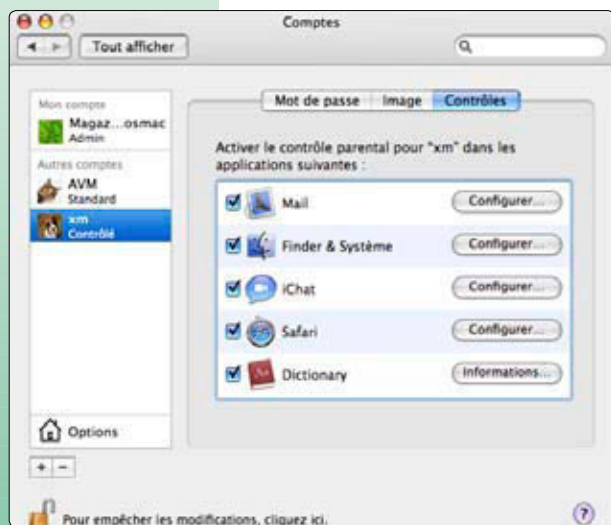 Comptes
Tout afficher
Mon compte
Magaz...osmac
Admin
Autres comptes
AVM
Standard
xm
Contrôlé
Options
+ -
Mot de passe Image Contrôles
Activer le contrôle parental pour "xm" dans les
applications suivantes :
Mail Configurer...
Finder & Système Configurer...
iChat Configurer...
Safari Configurer...
Dictionary Informations...
Pour empêcher les modifications, cliquez ici.
?